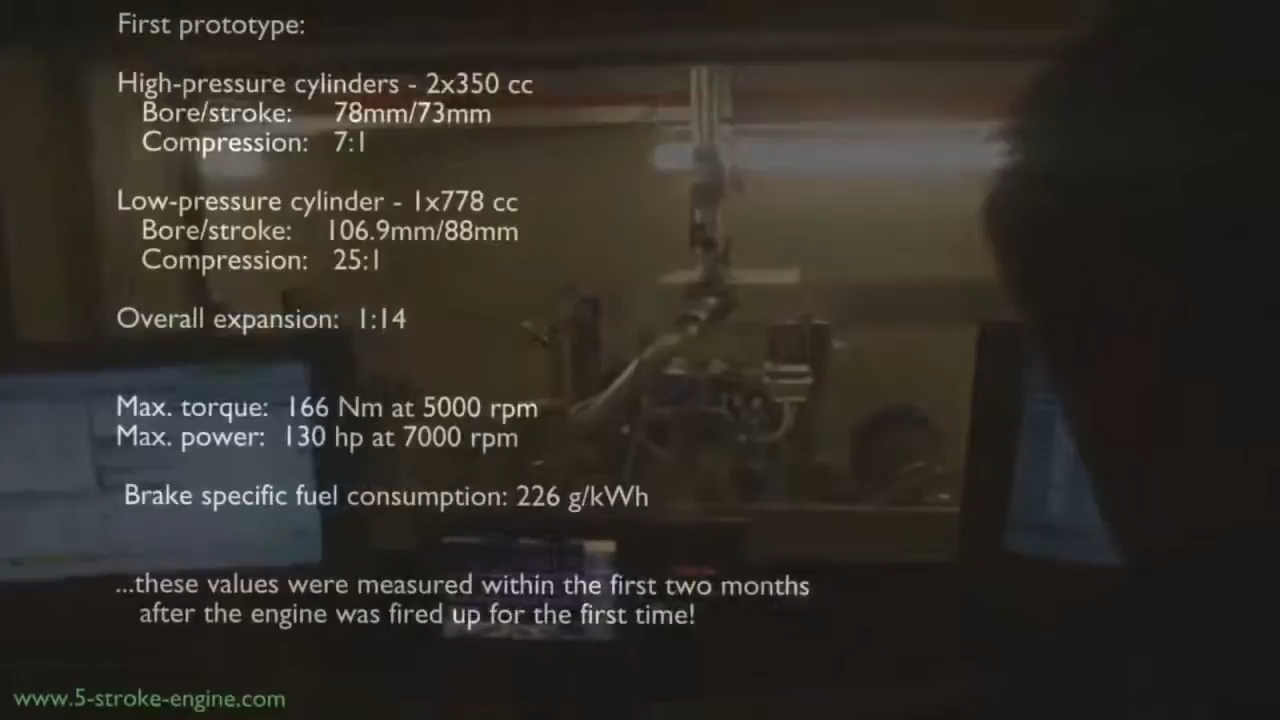 First prototype:
High-pressure cylinders - 2x350 cc
Bore/stroke: 78mm/73mm
Compression: 7:1
Low-pressure cylinder - 1x778 cc
Bore/stroke: 106.9mm/88mm
Compression: 25:1
Overall expansion: 1:14
Max. torque: 166 Nm at 5000 rpm
Max. power: 130 hp at 7000 rpm
Brake specific fuel consumption: 226 g/kWh
...these values were measured within the first two months
after the engine was fired up for the first time!
www.5-stroke-engine.com